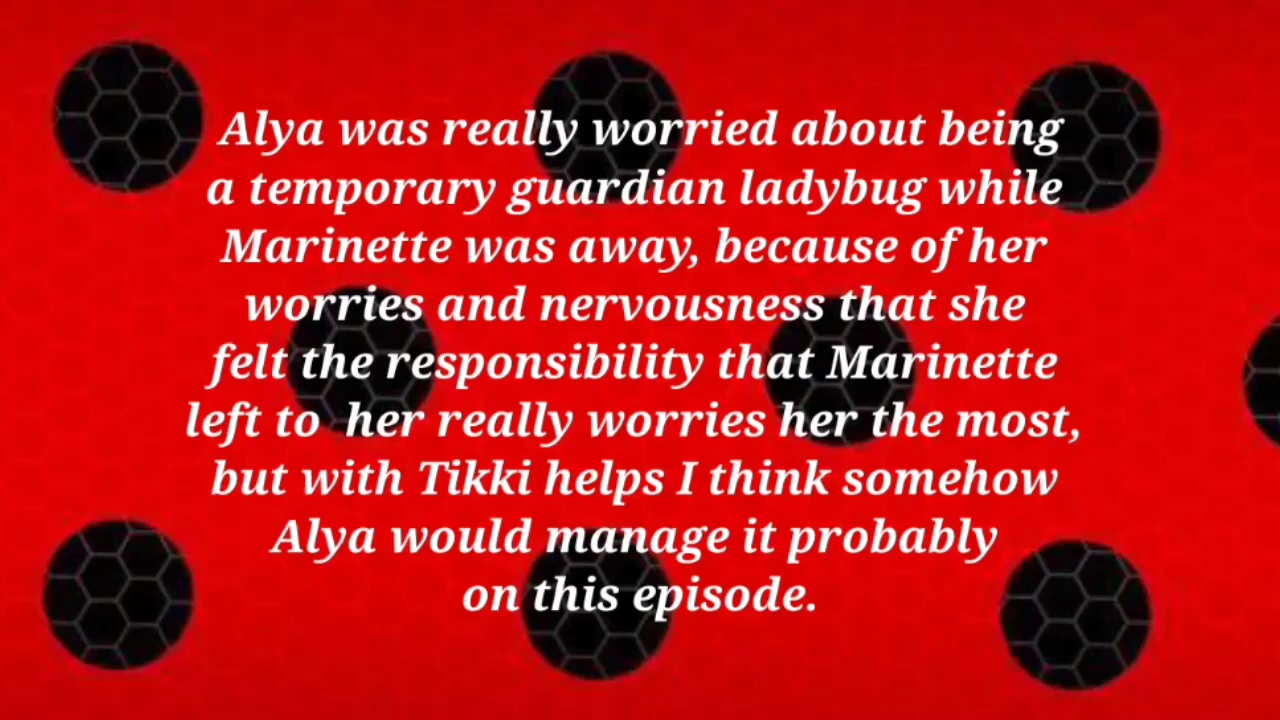 Alya was really worried about being
a temporary guardian ladybug while
Marinette was away, because of her
worries and nervousness that she
felt the responsibility that Marinette
left to  her really worries her the most,
but with Tikki helps I think somehow
Alya would manage it probably
on this episode.